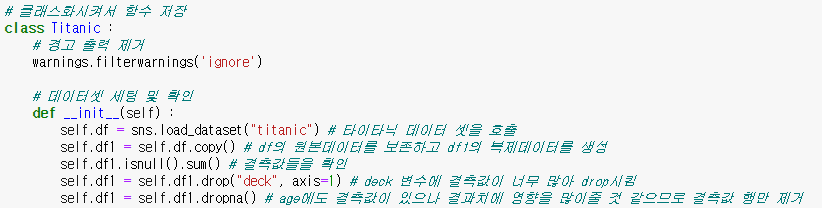 # 클래스화시켜서 함수 저장
class Titanic :
    # 경고 출력 제거
    warnings.filterwarnings('ignore')

    # 데이터셋 세팅 및 확인
    def __init__(self) :
        self.df = sns.load_dataset("titanic") # 타이타닉 데이터 셋을 호출
        self.df1 = self.df.copy() # df의 원본데이터를 보존하고 df1의 복제데이터를 생성
        self.df1.isnull().sum() # 결측값들을 확인
        self.df1 = self.df1.drop("deck", axis=1) # deck 변수에 결측값이 너무 많아 drop시킴
        self.df1 = self.df1.dropna() # age에도 결측값이 있으나 결과치에 영향을 많이줄 것 같으므로 결측값 행만 제거